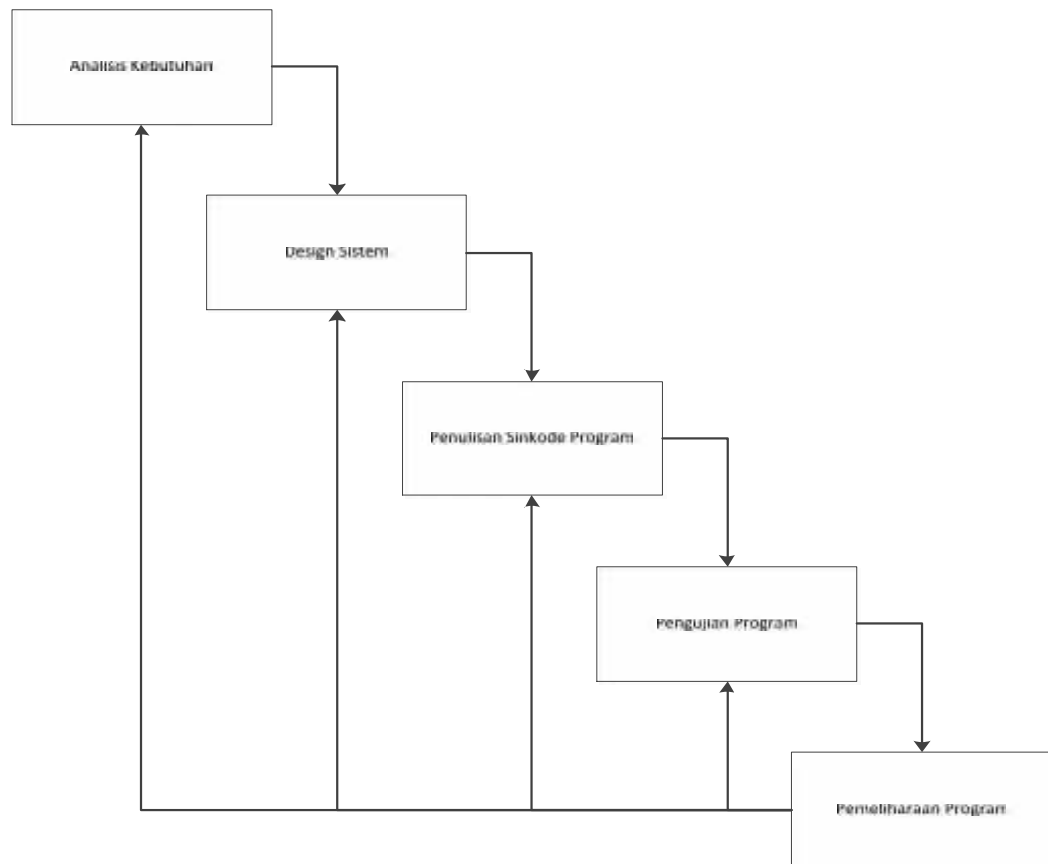 Analisis Kebutuhan
Design Sistem
Penulisan Sinkode Program
Pengujian Program
Pemeliharaan Program